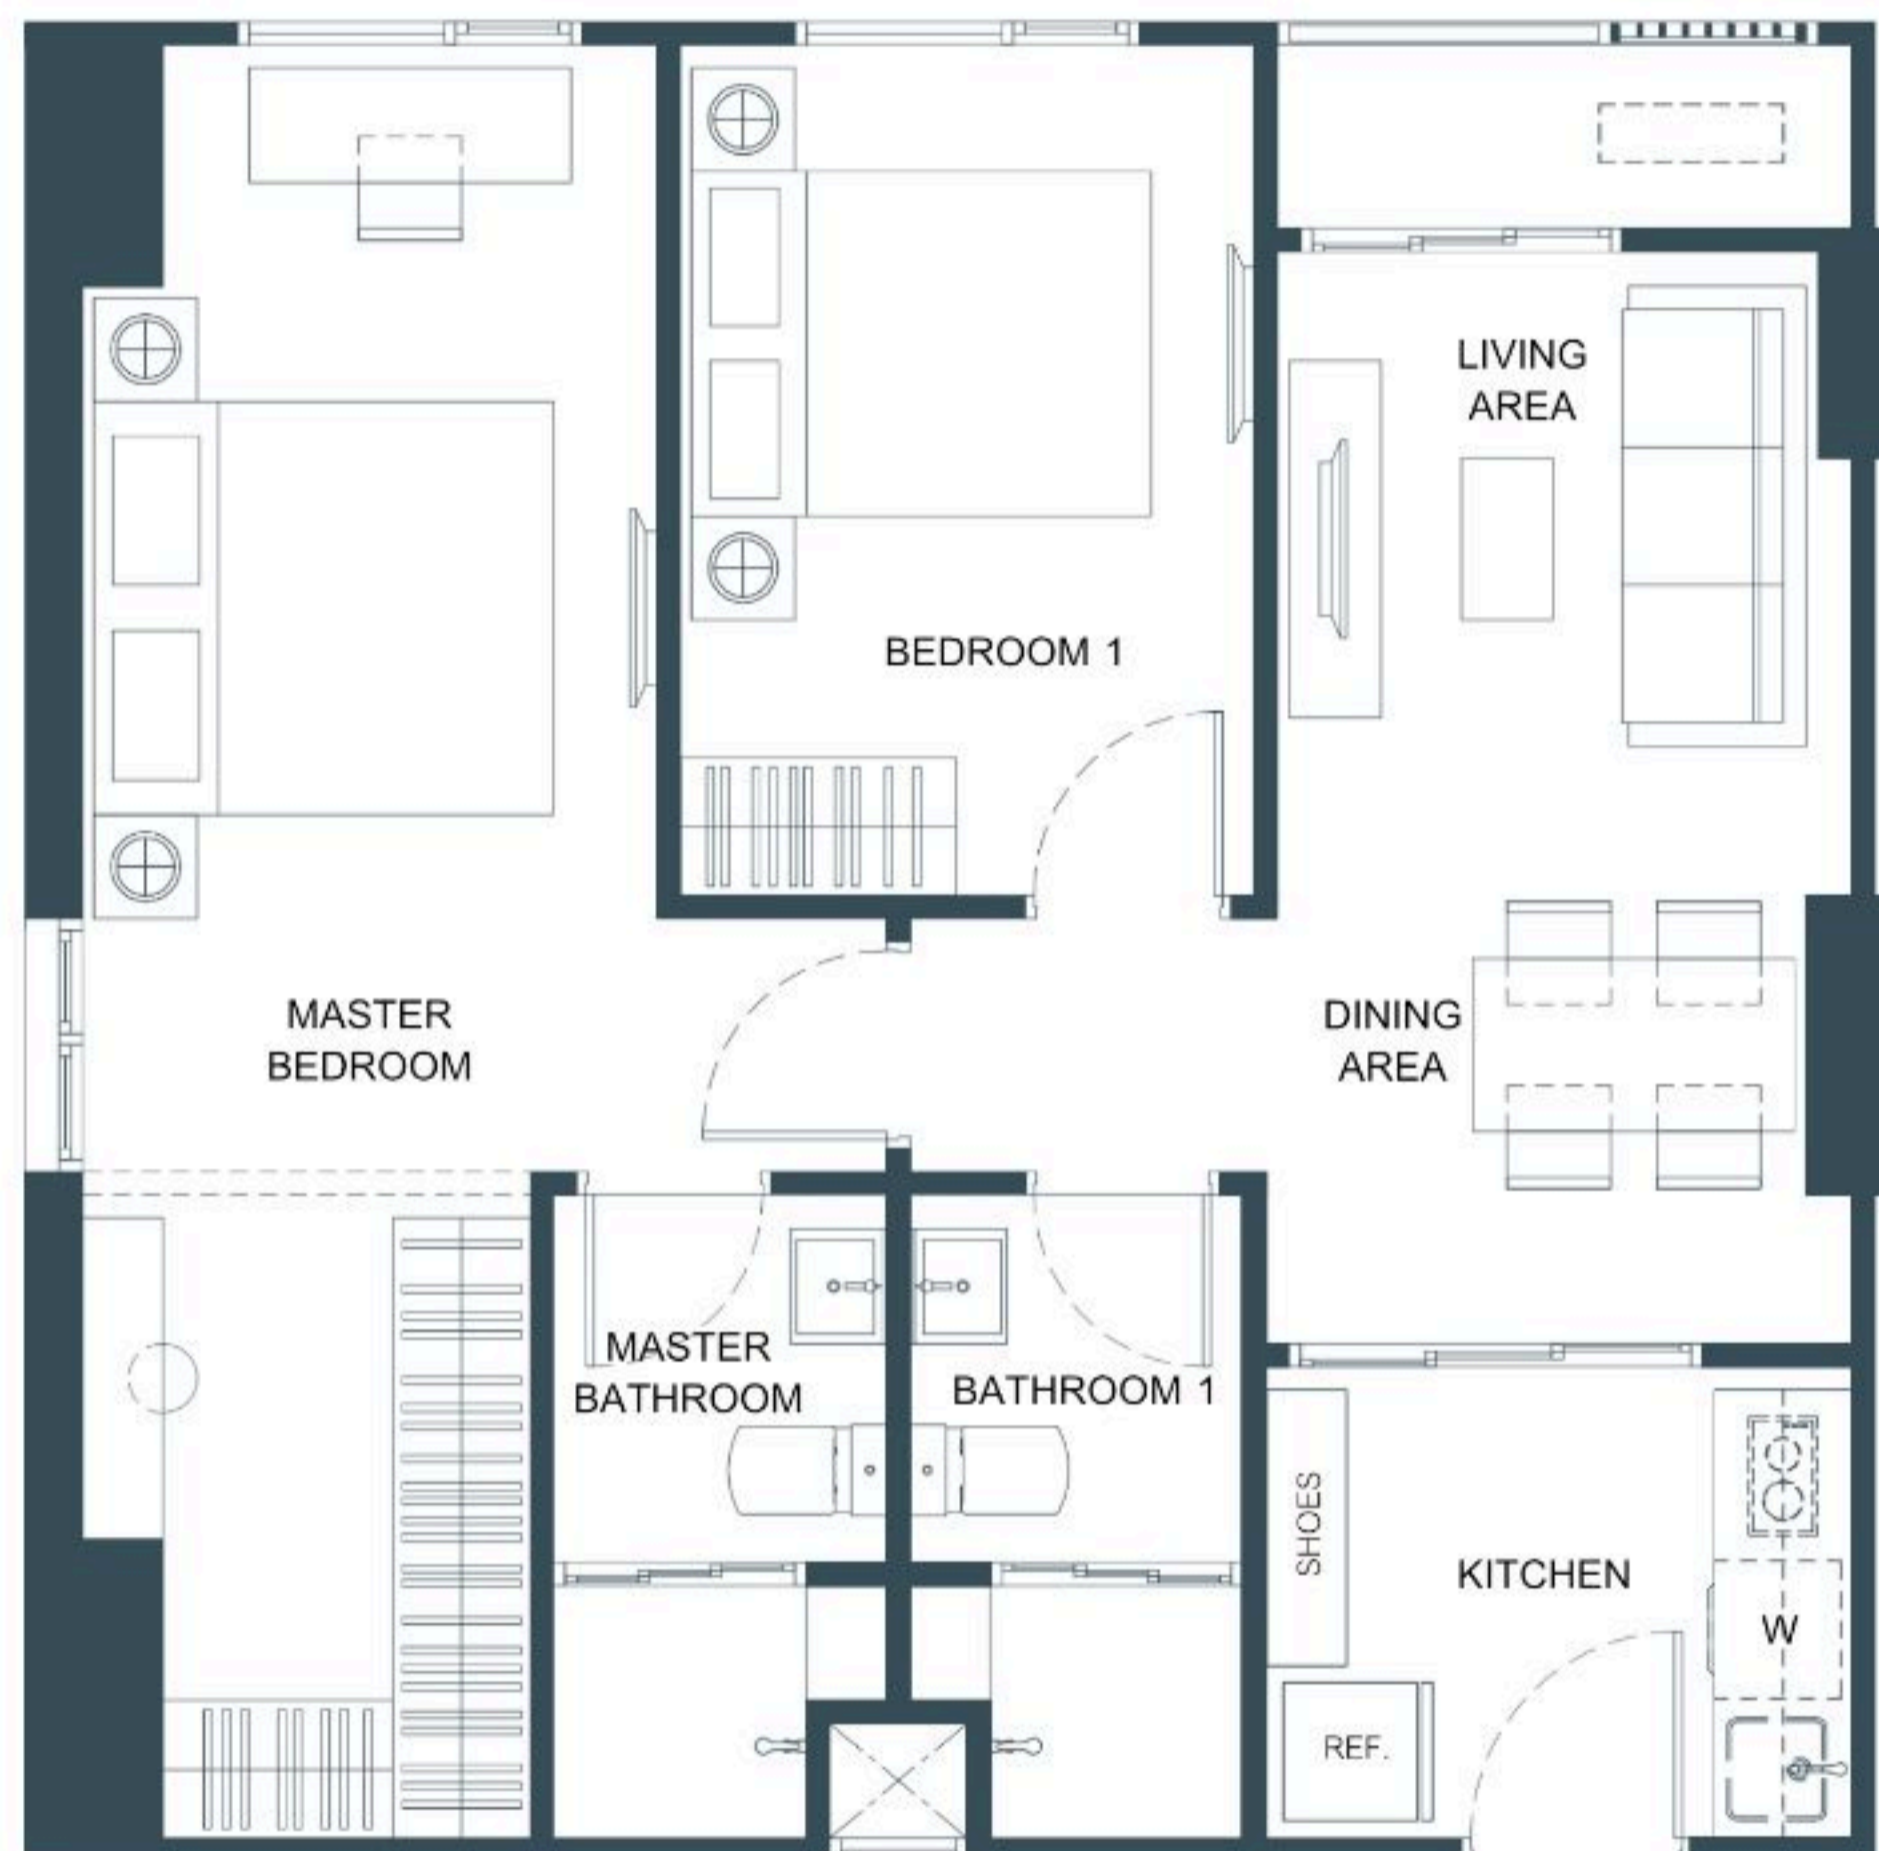 LIVING
AREA
BEDROOM 1
MASTER
BEDROOM
DINING
AREA
MASTER
BATHROOM
BATHROOM 1
SHOES
KITCHEN
W
REF.